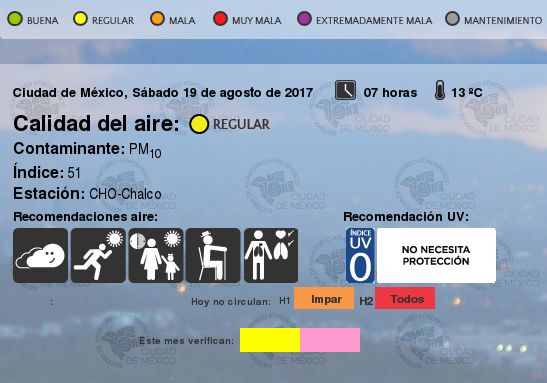 BUENA REGULAR MALA MUY MALA EXTREMADAMENTE MALA MANTENIMIENTO
Ciudad de México, Sábado 19 de agosto de 2017 07 horas 13 ºC
Calidad del aire: REGULAR
Contaminante: PM10
Índice: 51
Estación: CHO-Chalco
Recomendaciones aire: Recomendación UV:
ÍNDICE UV 0
NO NECESITA
PROTECCIÓN
: Hoy no circulan: H1 Impar H2 Todos
Este mes verifican:
CIUDAD
DE MÉXICO